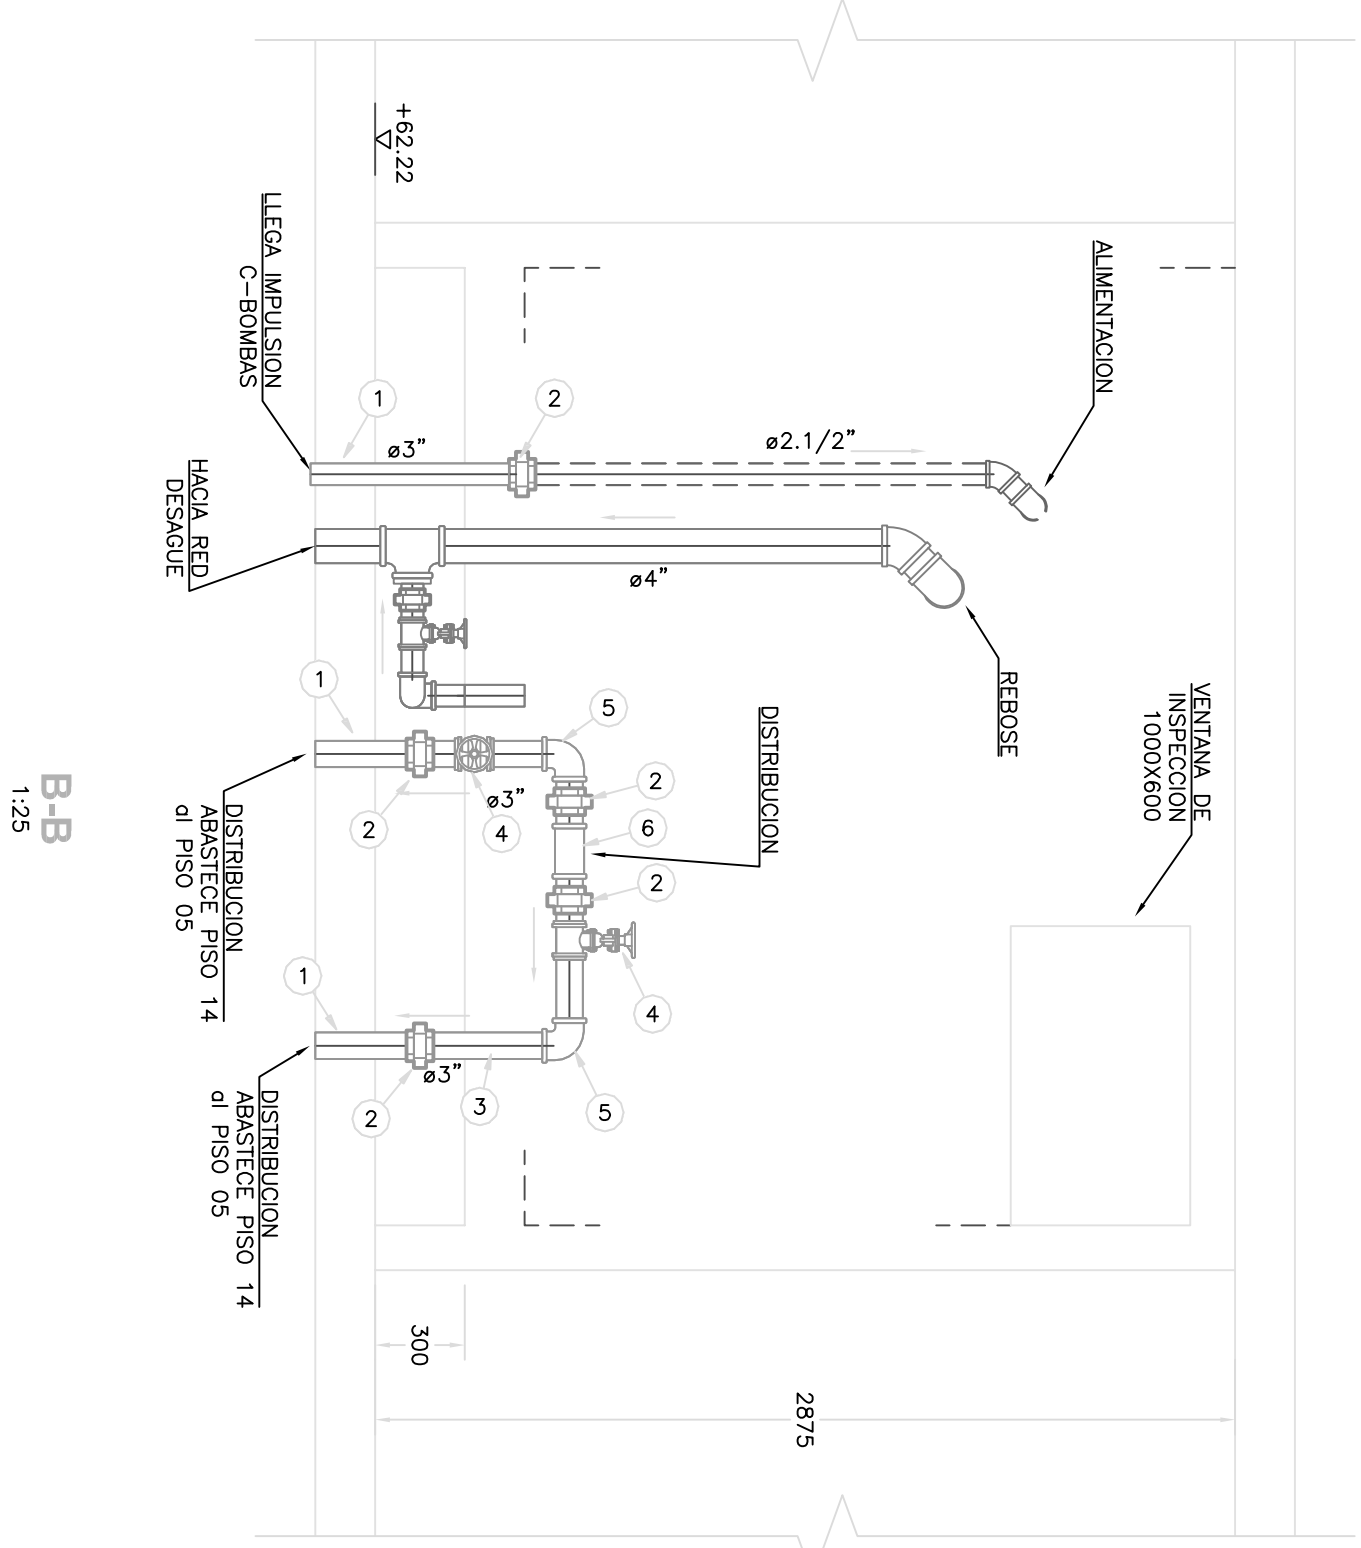 +62.22
LLEGA IMPULSION
C-BOMBAS
ALIMENTACION
1
2
ø3"
ø2.1/2"
HACIA RED
DESAGUE
ø4"
REBOSE
1
5
VENTANA DE
INSPECCION
1000X600
DISTRIBUCION
2
ø3"
2
4
6
2
DISTRIBUCION
ABASTECE PISO 14
al PISO 05
1
4
ø3"
2
3
5
DISTRIBUCION
ABASTECE PISO 14
al PISO 05
300
2875
B-B
1:25